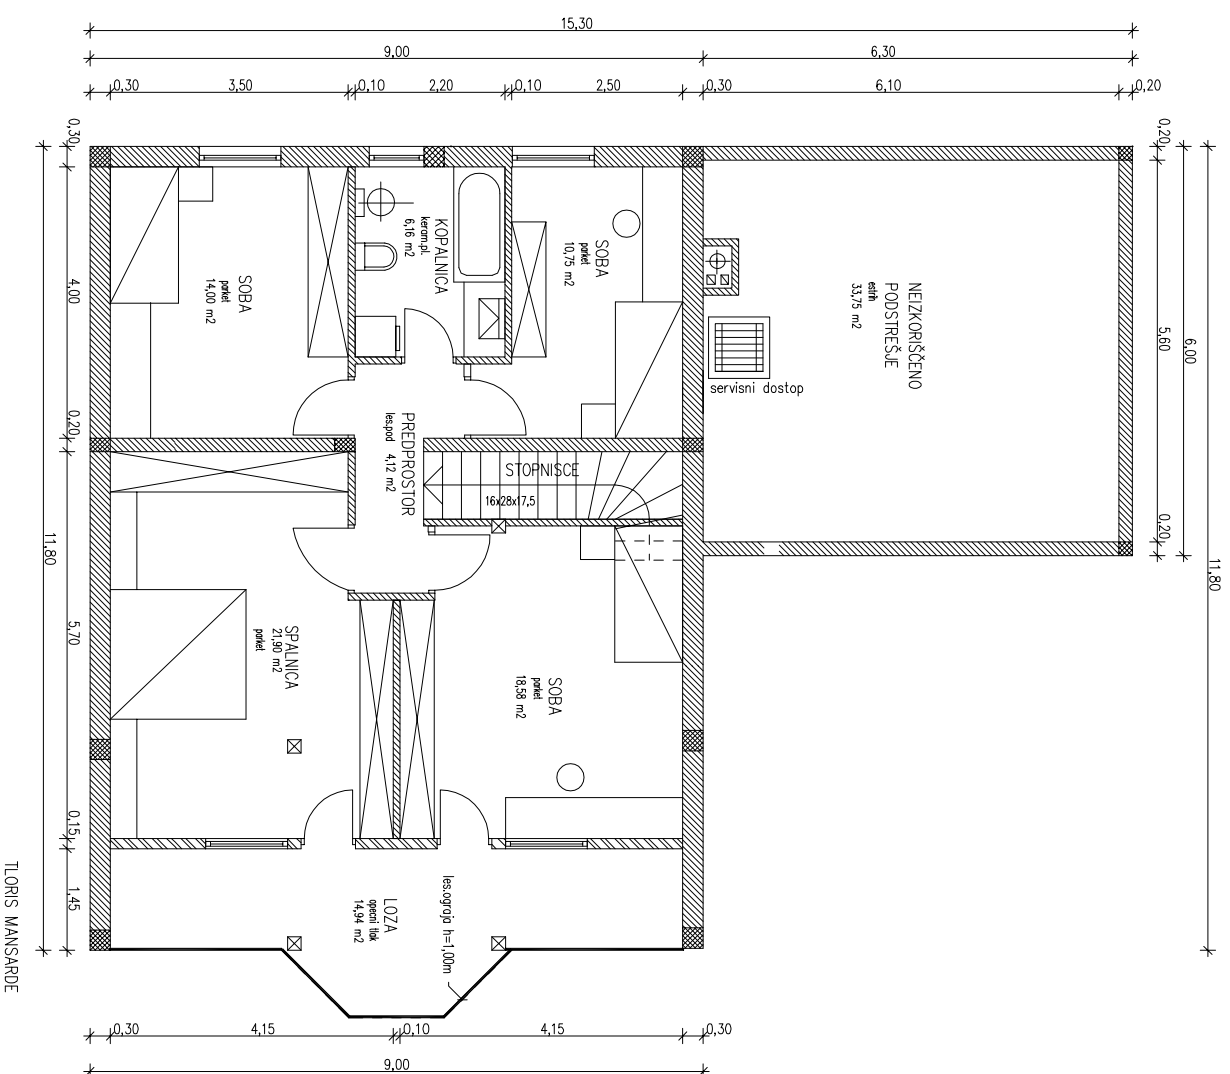 15,30
9,00
6,30
0,30
3,50
0,10
2,20
0,10
2,50
0,30
6,10
0,20
0,30
4,00
0,20
5,70
0,15
1,45
11,80
0,20
5,60
0,20
6,00
11,80
SOBA
parket
14,00 m2
KOPALNICA
keram.pl.
6,16 m2
SOBA
parket
10,75 m2
NEIZKORIŠČENO
PODSTREŠJE
estrih
33,75 m2
servisni dostop
PREDPROSTOR
les.pod 4,12 m2
STOPNISCE
16x28x17,5
SPALNICA
21,90 m2
parket
SOBA
parket
18,58 m2
LOZA
opecni tlak
14,94 m2
les.ograja h=1,00m
0,30
4,15
0,10
4,15
0,30
9,00
TLORIS MANSARDE